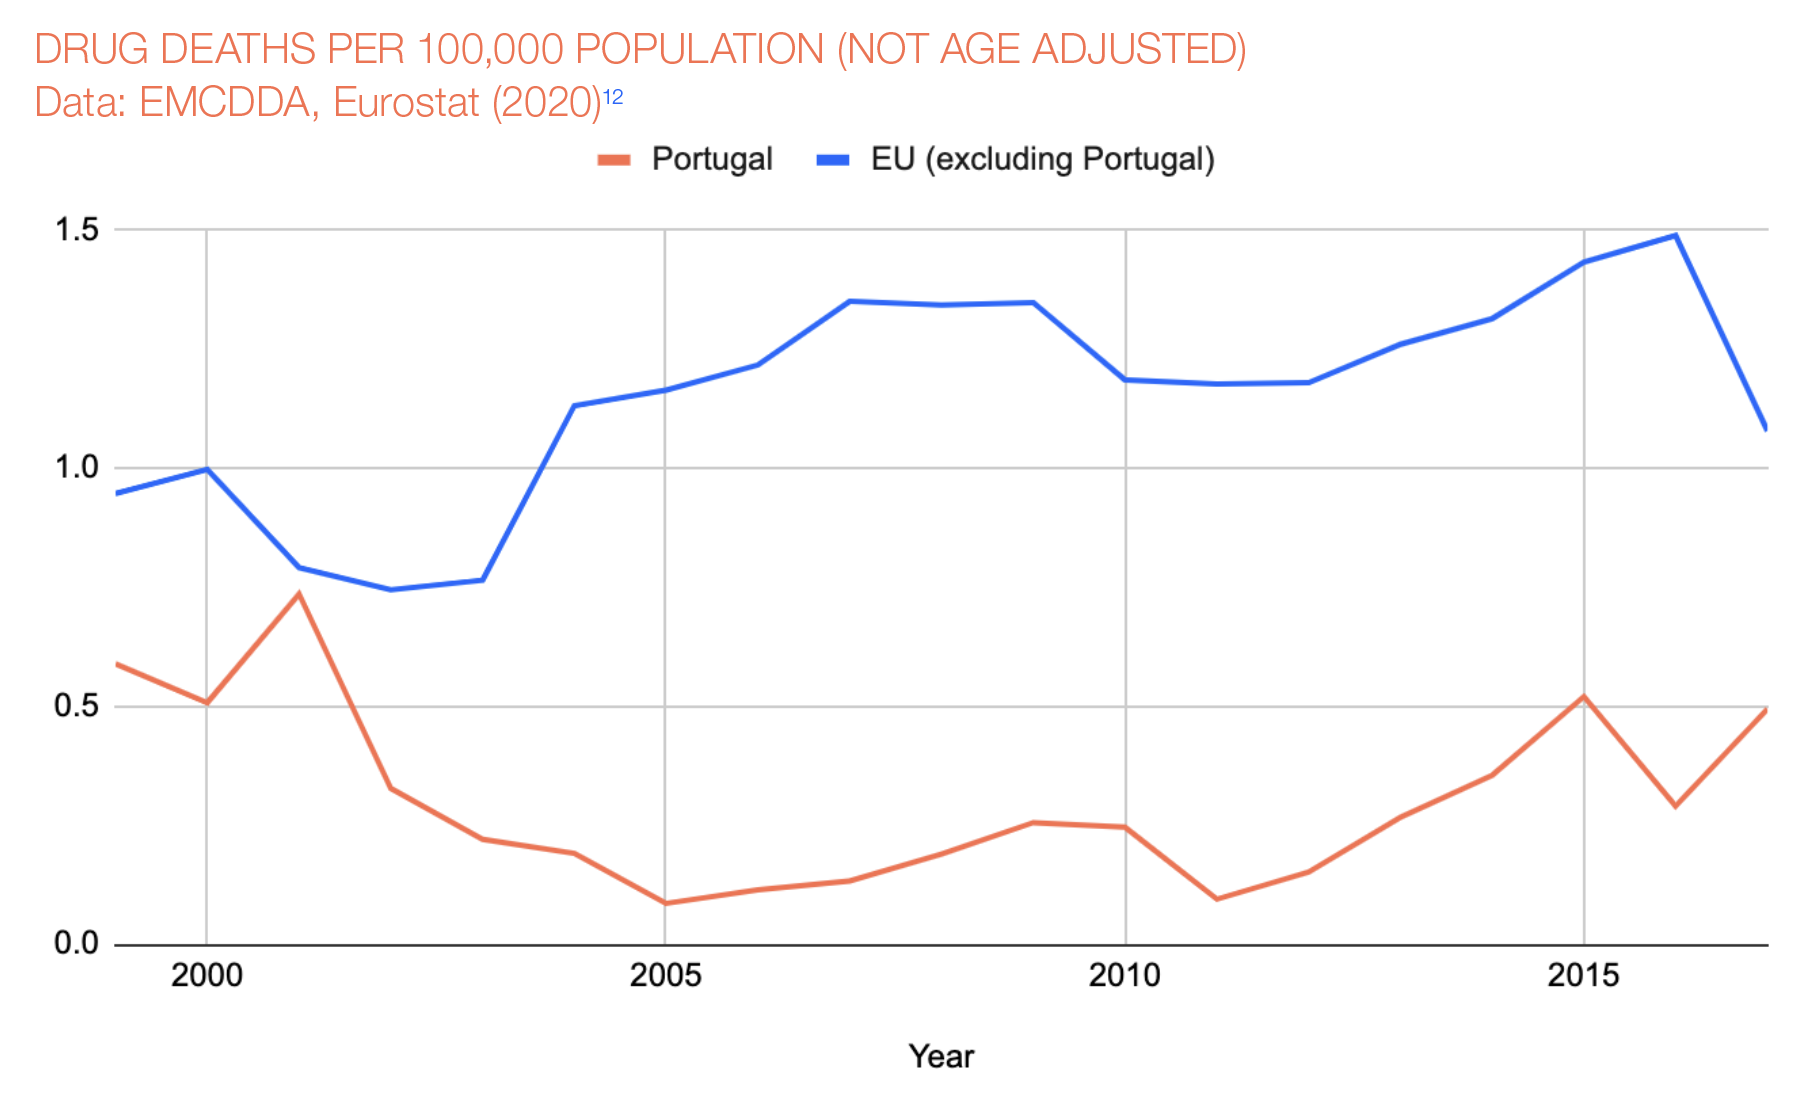 DRUG DEATHS PER 100,000 POPULATION (NOT AGE ADJUSTED)
Data: EMCDDA, Eurostat (2020)12
Portugal EU (excluding Portugal)
1.5
1.0
0.5
0.0
2000 2005 2010 2015
Year